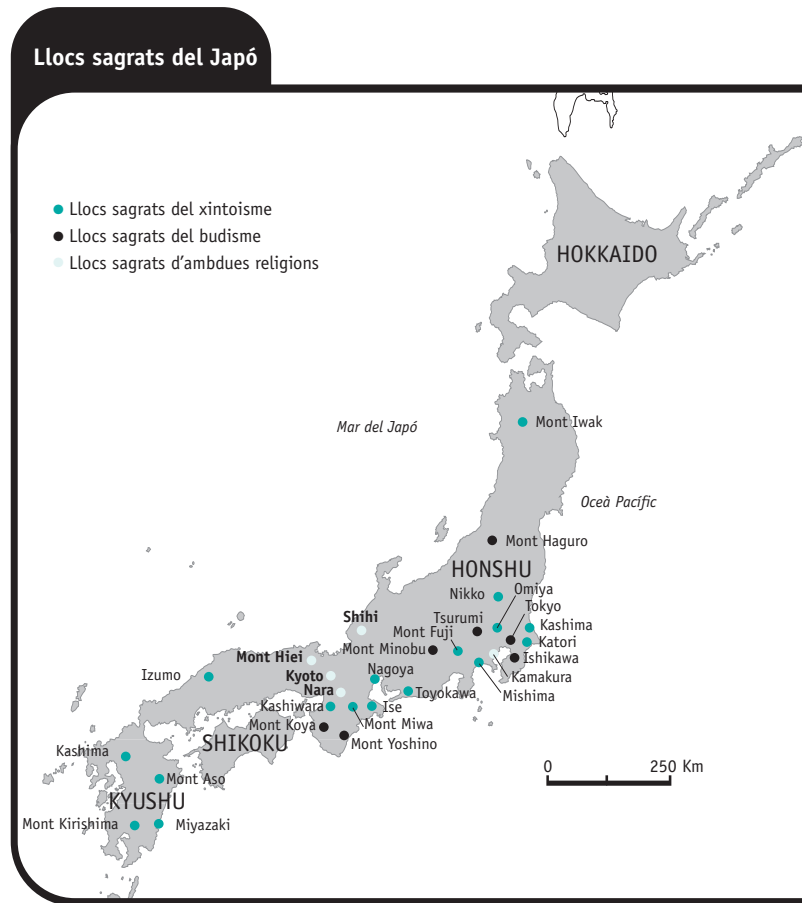 Llocs sagrats del Japó
Llocs sagrats del xintoisme
Llocs sagrats del budisme
Llocs sagrats d'ambdues religions
HOKKAIDO
Mar del Japó
Mont Iwak
Oceà Pacífic
Mont Haguro
HONSHU
Nikko
Omiya
Tokyo
Shihi
Tsurumi
Kashima
Mont Fuji
Katori
Mont Minobu
Ishikawa
Mont Hiei
Nagoya
Kamakura
Izumo
Kyoto
Nara
Toyokawa
Mishima
Kashiwara
Ise
Mont Koya
Mont Miwa
SHIKOKU
Mont Yoshino
Kashima
Mont Aso
0 250 Km
KYUSHU
Mont Kirishima
Miyazaki